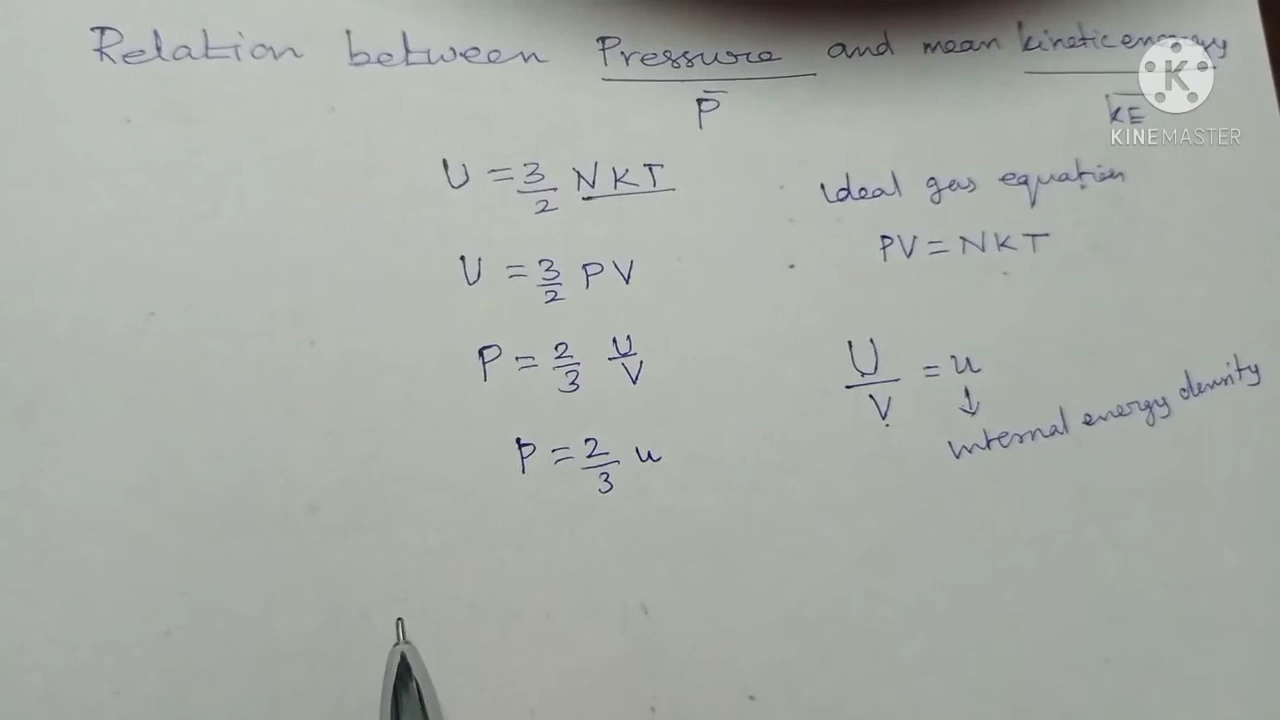 Relation between Pressure and mean kinetic energy
P̄
K̄Ē
KINEMASTER
U = 3/2 NKT
ideal gas equation
PV = NKT
U = 3/2 PV
P = 2/3 U/V
U/V = u
↓
internal energy density
P = 2/3 u